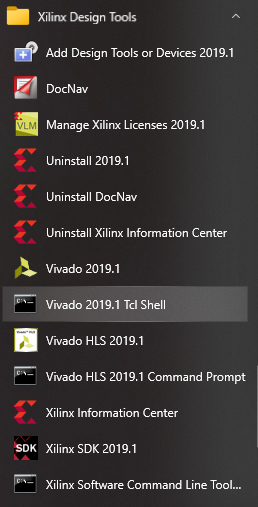 Xilinx Design Tools
Add Design Tools or Devices 2019.1
DocNav
VLM
Manage Xilinx Licenses 2019.1
Uninstall 2019.1
Uninstall DocNav
Uninstall Xilinx Information Center
Vivado 2019.1
Vivado 2019.1 Tcl Shell
Vivado HLS 2019.1
Vivado HLS 2019.1 Command Prompt
Xilinx Information Center
SDK
Xilinx SDK 2019.1
Xilinx Software Command Line Tool...